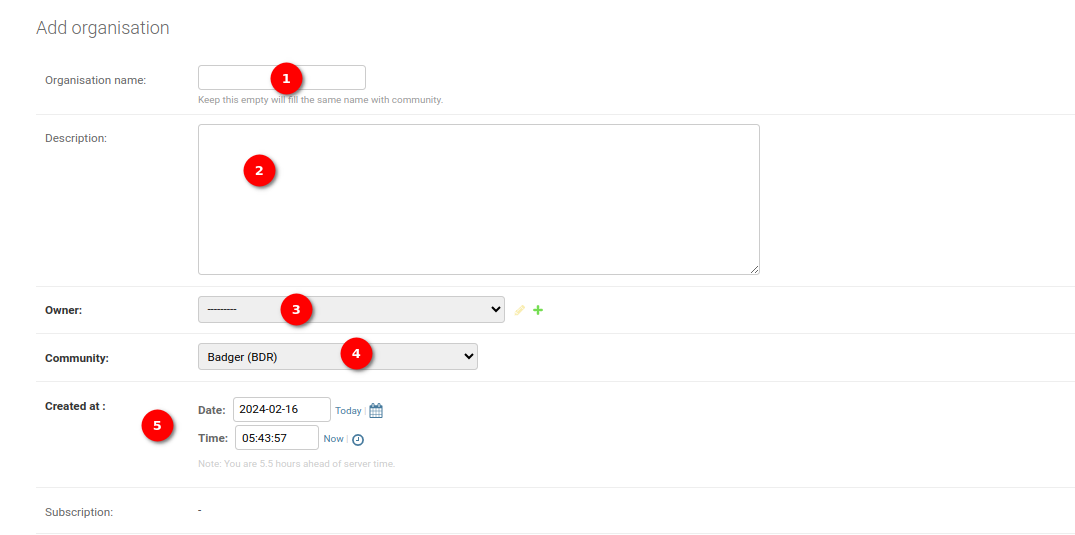 Add organisation
Organisation name: 1
Keep this empty will fill the same name with community.
Description:
2
Owner: --------- 3
Community: Badger (BDR) 4
Created at :
5
Date: 2024-02-16 Today |
Time: 05:43:57 Now |
Note: You are 5.5 hours ahead of server time.
Subscription: -